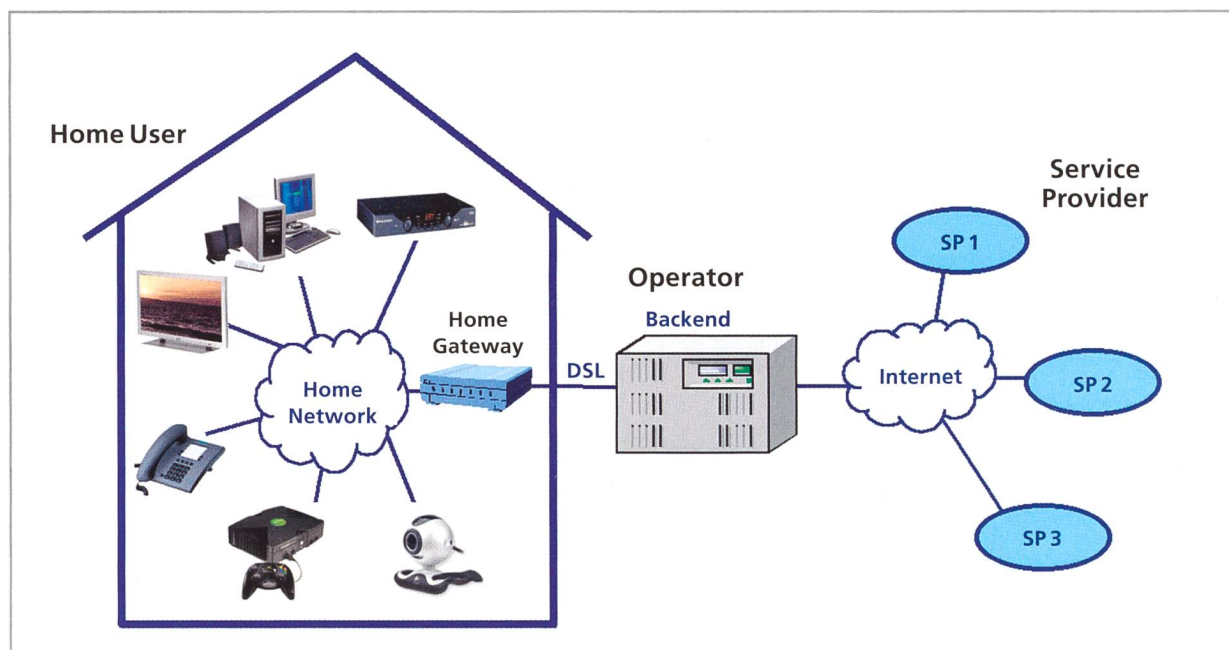 Home User
Home
Gateway
Home
Network
DSL
Operator
Backend
Internet
Service
Provider
SP 1
SP 2
SP 3